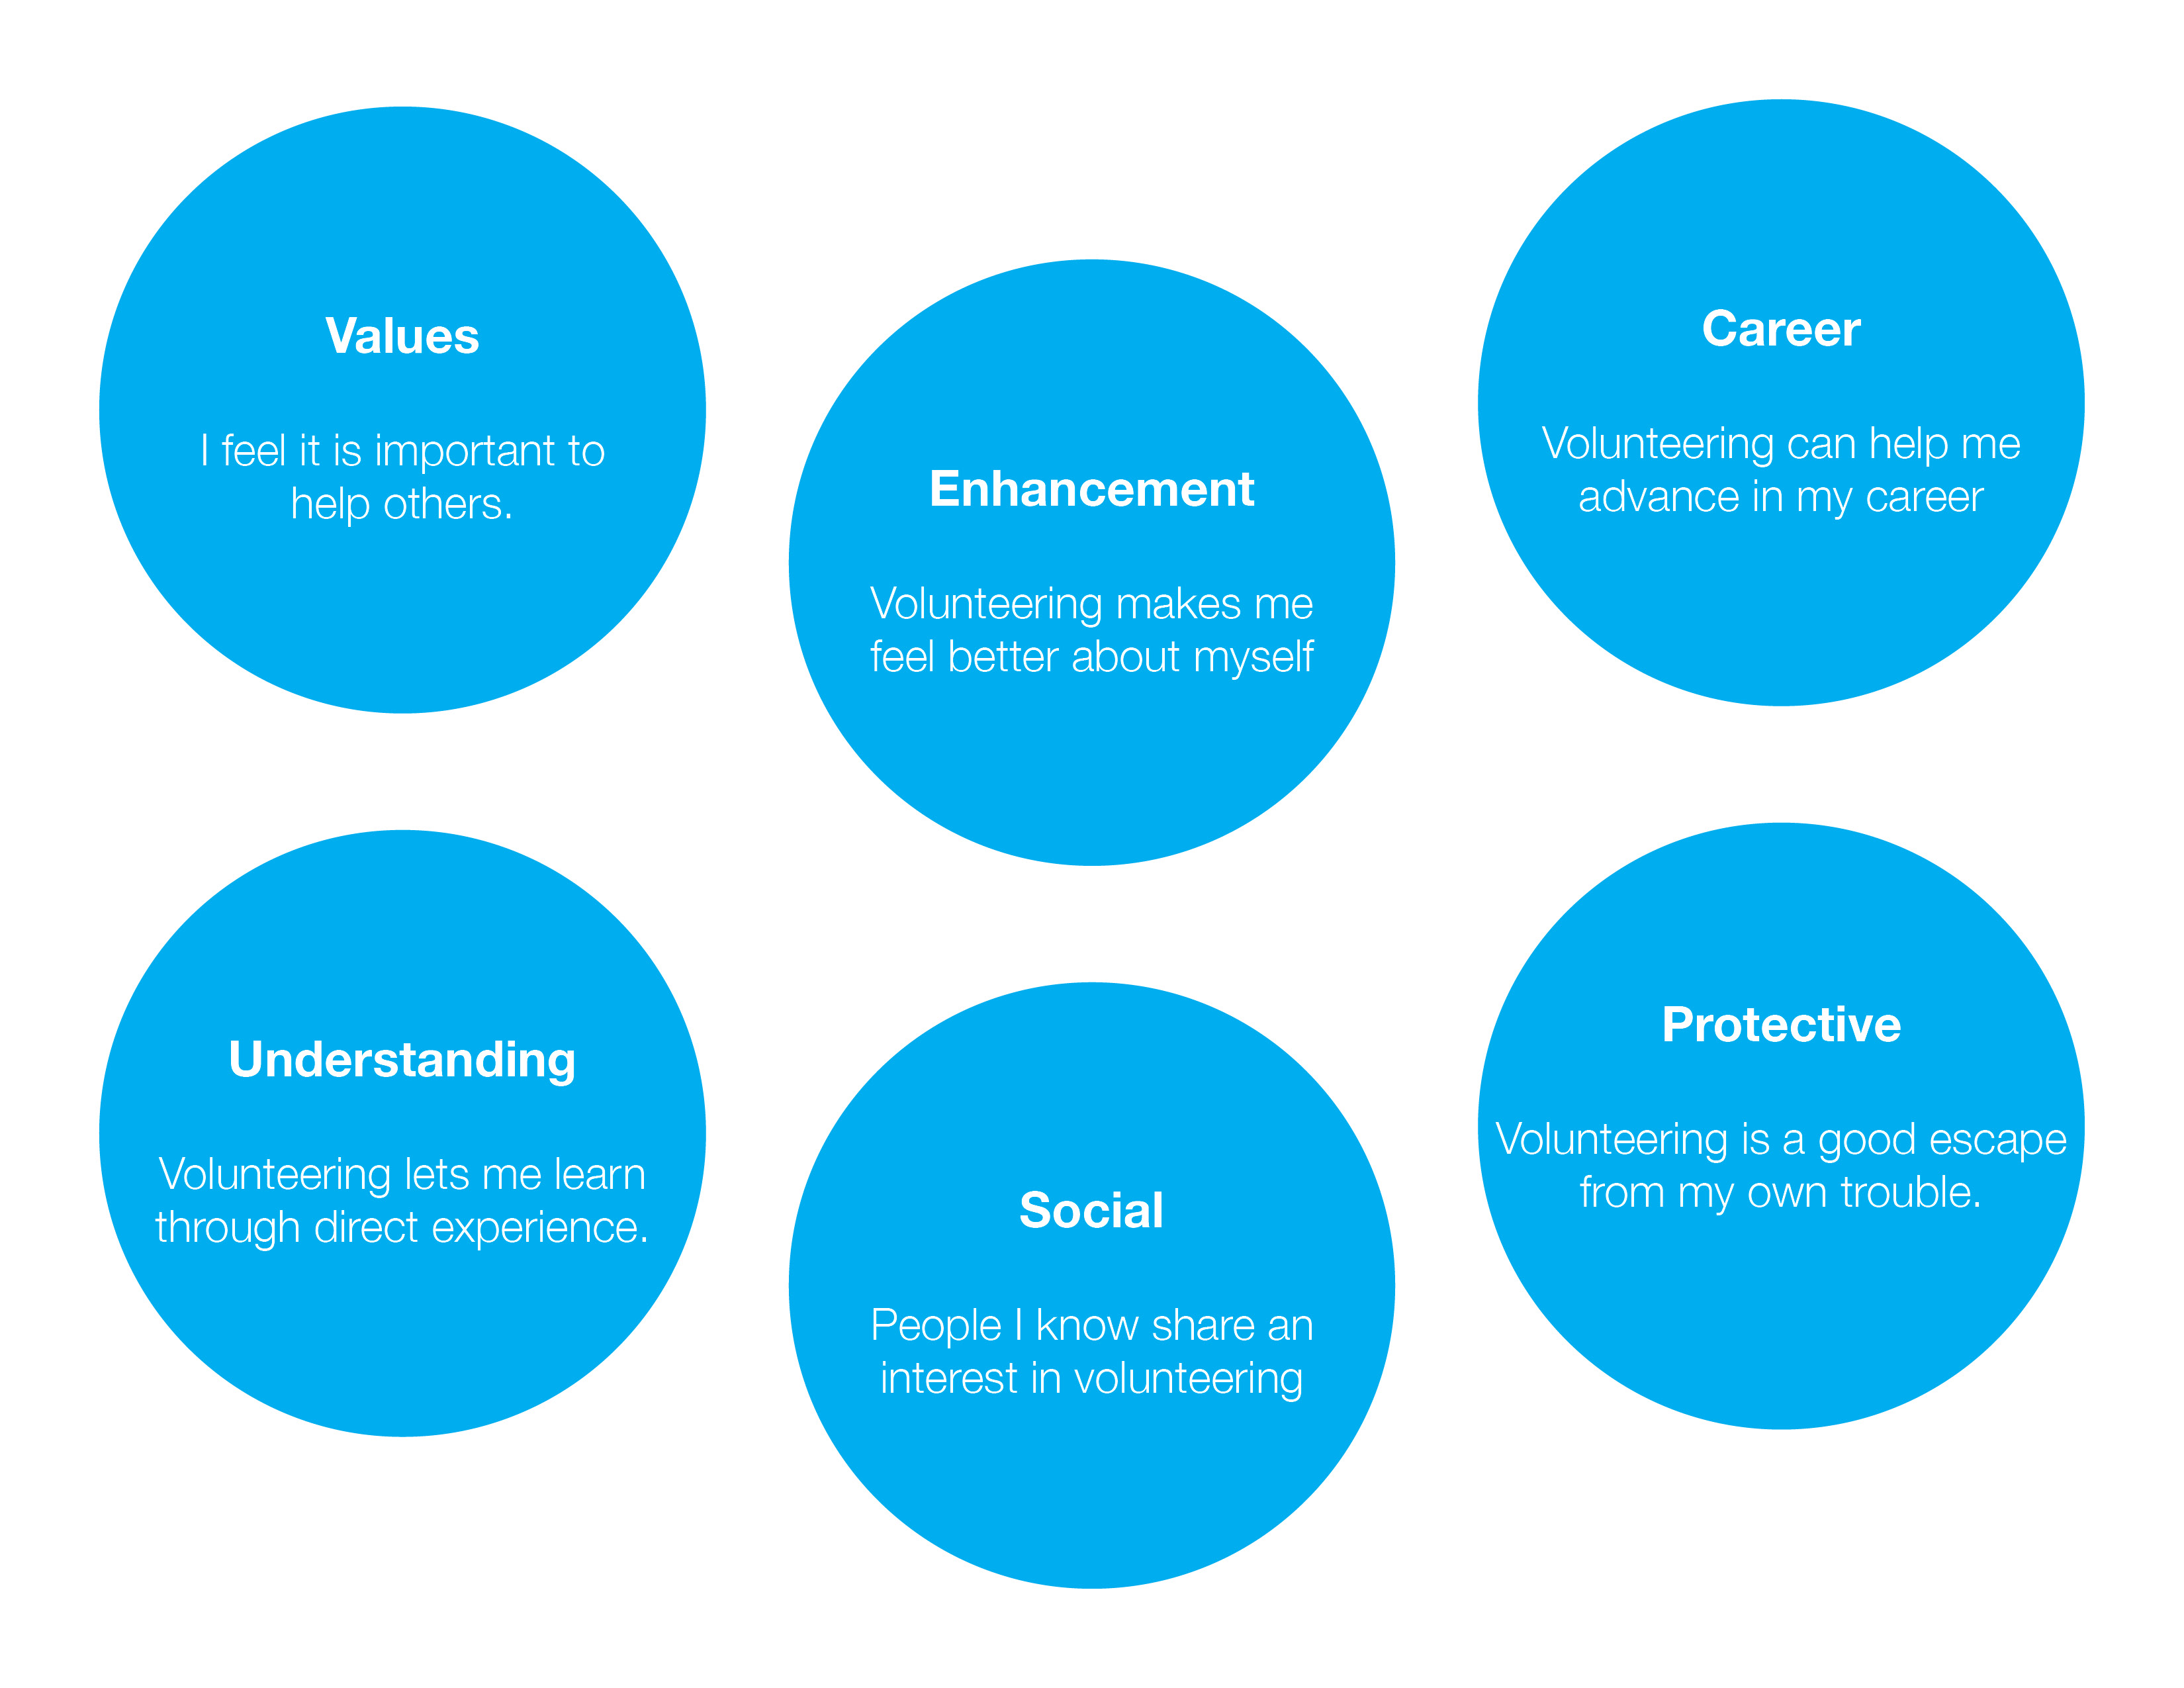 Values
I feel it is important to
help others.
Enhancement
Volunteering makes me
feel better about myself
Career
Volunteering can help me
advance in my career
Understanding
Volunteering lets me learn
through direct experience.
Social
People I know share an
interest in volunteering
Protective
Volunteering is a good escape
from my own trouble.